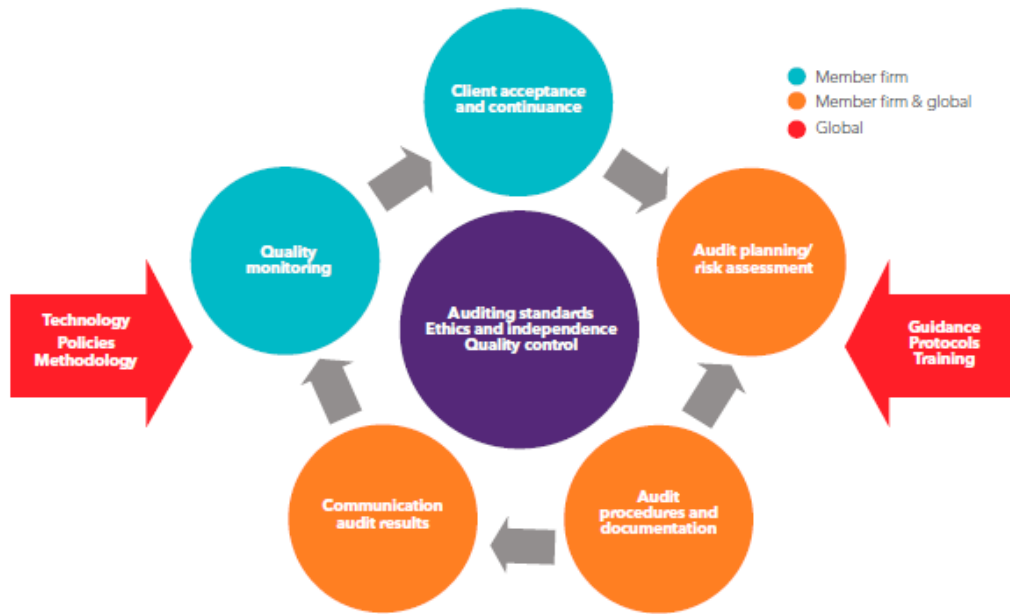 Client acceptance
and continuance
Member firm
Member firm & global
Global
Quality
monitoring
Audit planning/
risk assessment
Technology
Policies
Methodology
Auditing standards
Ethics and independence
Quality control
Guidance
Protocols
Training
Communication
audit results
Audit
procedures and
documentation